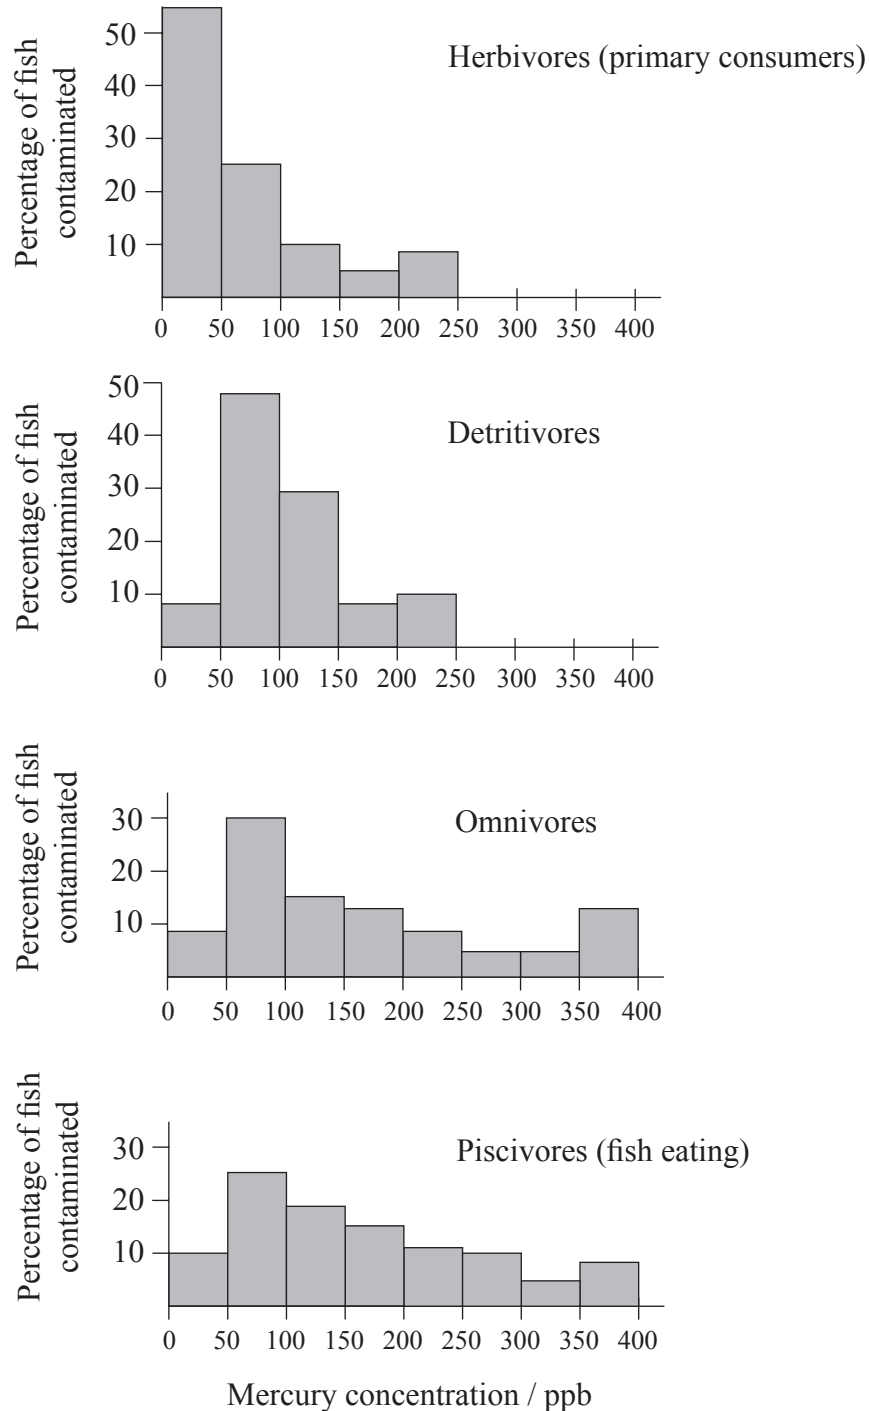 Herbivores (primary consumers)
Percentage of fish
contaminated
50
40
30
20
10
0 50 100 150 200 250 300 350 400
Detritivores
Percentage of fish
contaminated
50
40
30
20
10
0 50 100 150 200 250 300 350 400
Omnivores
Percentage of fish
contaminated
30
20
10
0 50 100 150 200 250 300 350 400
Piscivores (fish eating)
Percentage of fish
contaminated
30
20
10
0 50 100 150 200 250 300 350 400
Mercury concentration / ppb